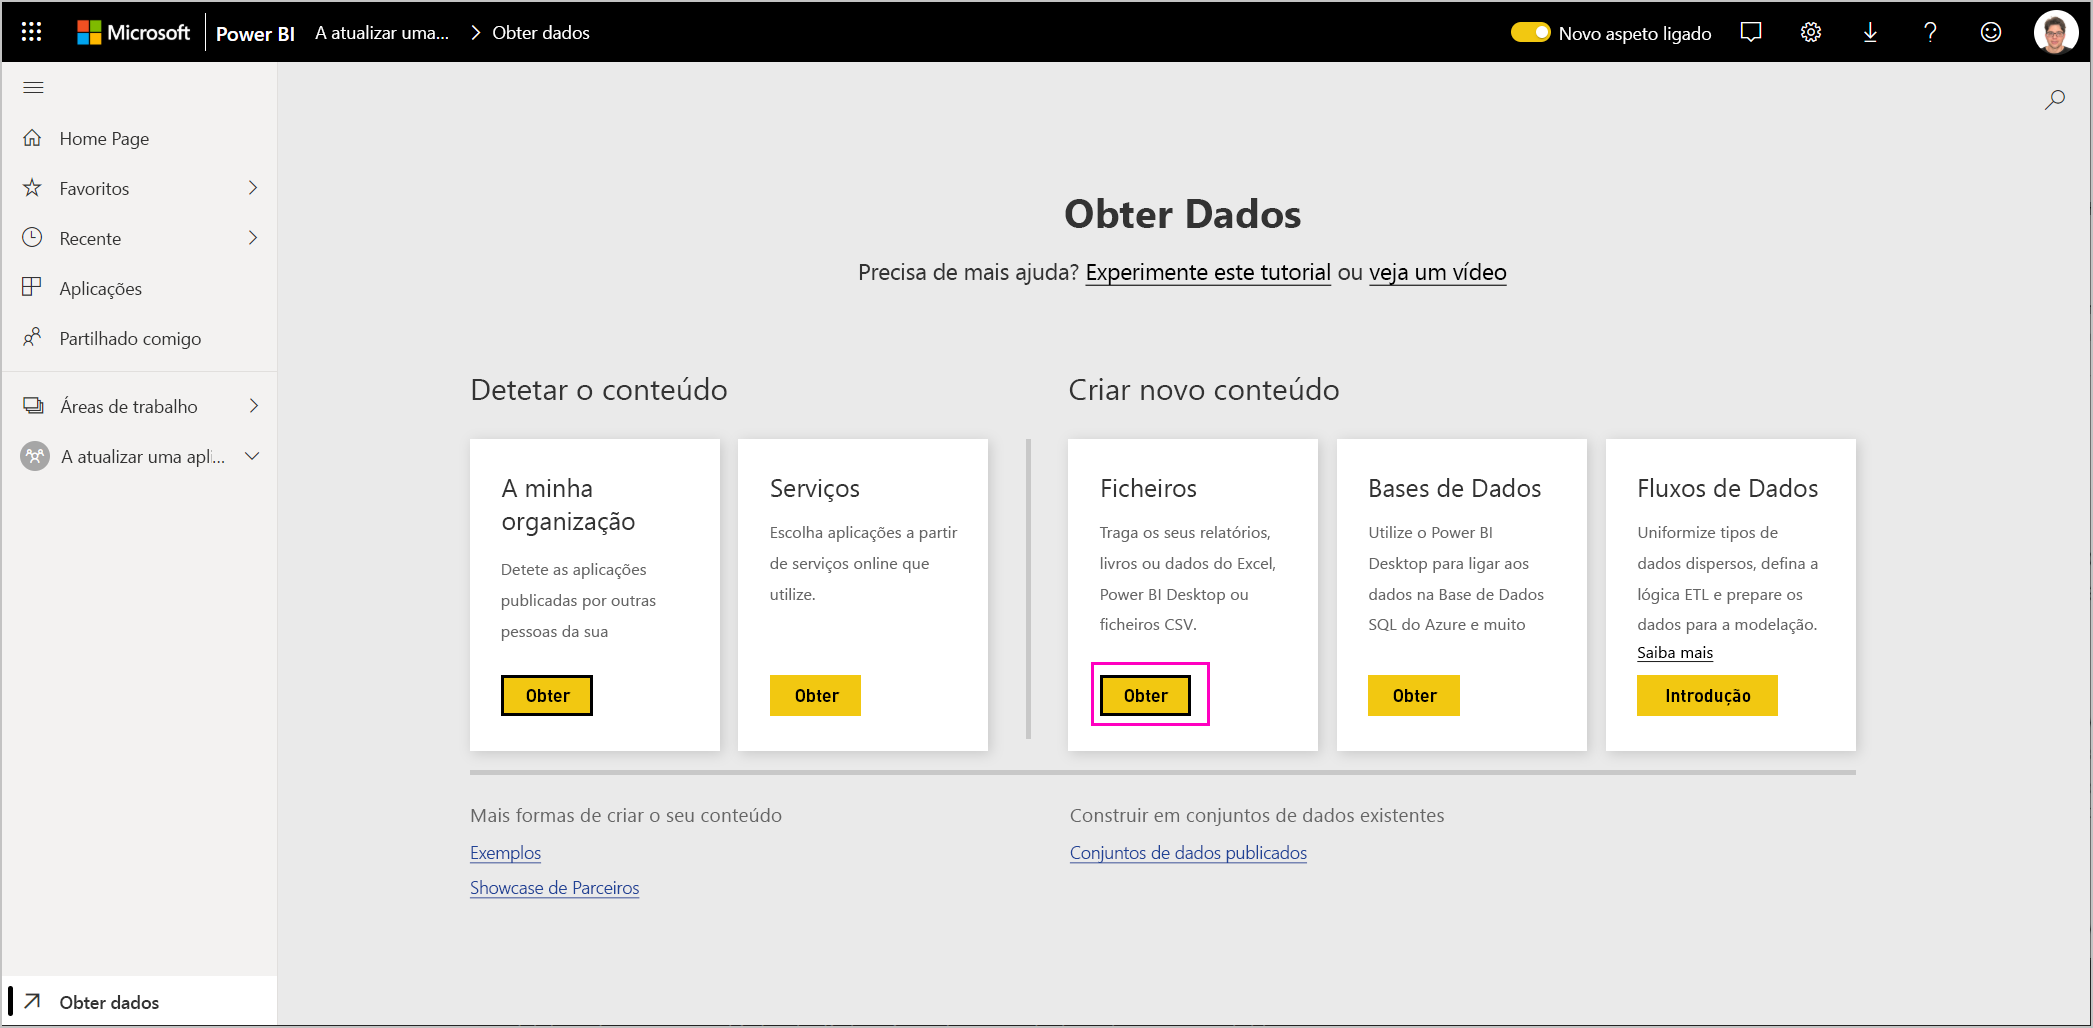 Microsoft Power BI A atualizar uma... > Obter dados Novo aspeto ligado
Home Page
Favoritos
Recente
Aplicações
Partilhado comigo
Áreas de trabalho
A atualizar uma apli...
Obter dados
Obter Dados
Precisa de mais ajuda? Experimente este tutorial ou veja um vídeo
Detetar o conteúdo
A minha
organização
Detete as aplicações
publicadas por outras
pessoas da sua
Obter
Serviços
Escolha aplicações a partir
de serviços online que
utilize.
Obter
Criar novo conteúdo
Ficheiros
Traga os seus relatórios,
livros ou dados do Excel,
Power BI Desktop ou
ficheiros CSV.
Obter
Bases de Dados
Utilize o Power BI
Desktop para ligar aos
dados na Base de Dados
SQL do Azure e muito
Obter
Fluxos de Dados
Uniformize tipos de
dados dispersos, defina a
lógica ETL e prepare os
dados para a modelação.
Saiba mais
Introdução
Mais formas de criar o seu conteúdo
Exemplos
Showcase de Parceiros
Construir em conjuntos de dados existentes
Conjuntos de dados publicados